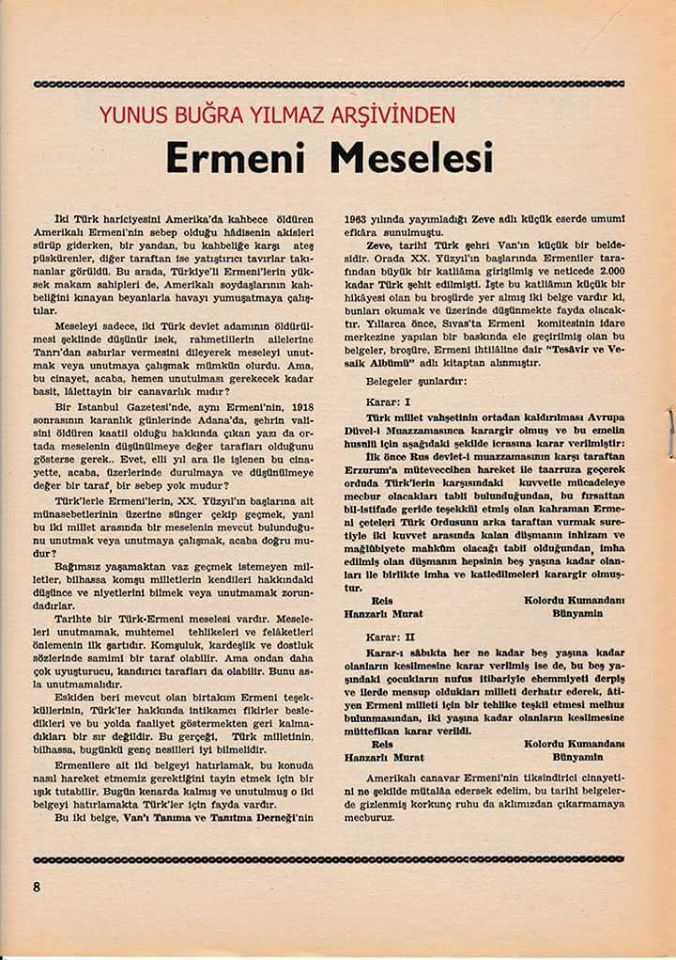 YUNUS BUĞRA YILMAZ ARŞİVİNDEN
Ermeni Meselesi
İki Türk hariciyesini Amerika'da kahbece öldüren
Amerikalı Ermeni'nin sebep olduğu hâdisenin akisleri
sürüp giderken, bir yandan, bu kahbeliğe karşı ateş
püskürenler, diğer taraftan ise yatıştırıcı tavırlar takı-
nanlar görüldü. Bu arada, Türkiye'li Ermeni'lerin yük-
sek makam sahipleri de, Amerikalı soydaşlarının kah-
beliğini kınayan beyanlarla havayı yumuşatmaya çalış-
tılar.
Meseleyi sadece, iki Türk devlet adamının öldürül-
mesi şeklinde düşünür isek, rahmetlilerin ailelerine
Tanrı'dan sabırlar vermesini dileyerek meseleyi unut-
mak veya unutmaya çalışmak mümkün olurdu. Ama,
bu cinayet, acaba, hemen unutulması gerekecek kadar
basit, lâlettayin bir canavarlık mıdır?
Bir Istanbul Gazetesi'nde, aynı Ermeni'nin, 1918
sonrasının karanlık günlerinde Adana'da, şehrin vali-
sini öldüren kaatil olduğu hakkında çıkan yazı da or-
tada meselenin düşünülmeye değer tarafları olduğunu
gösterse gerek.. Evet, elli yıl ara ile işlenen bu cina-
yette, acaba, üzerlerinde durulmaya ve düşünülmeye
değer bir taraf, bir sebep yok mudur?
Türk'lerle Ermeni'lerin, XX. Yüzyıl'ın başlarına ait
münasebetlerinin üzerine sünger çekip geçmek, yani
bu iki millet arasında bir meselenin mevcut bulunduğu-
nu unutmak veya unutmaya çalışmak, acaba doğru mu-
dur?
Bağımsız yaşamaktan vaz geçmek istemeyen mil-
letler, bilhassa komşu milletlerin kendileri hakkındaki
düşünce ve niyetlerini bilmek veya unutmamak zorun-
dadırlar.
Tarihte bir Türk-Ermeni meselesi vardır. Mesele-
leri unutmamak, muhtemel tehlikeleri ve felâketleri
önlemenin ilk şartıdır. Komşuluk, kardeşlik ve dostluk
sözlerinde samimi bir taraf olabilir. Ama ondan daha
çok uyuşturucu, kandırıcı tarafları da olabilir. Bunu as-
la unutmamalıdır.
Eskiden beri mevcut olan birtakım Ermeni teşek-
küllerinin, Türk'ler hakkında intikamcı fikirler besle-
dikleri ve bu yolda faaliyet göstermekten geri kalma-
dıkları bir sır değildir. Bu gerçeği, Türk milletinin,
bilhassa, bugünkü genç nesilleri iyi bilmelidir.
Ermenilere ait iki belgeyi hatırlamak, bu konuda
nasıl hareket etmemiz gerektiğini tayin etmek için bir
ışık tutabilir. Bugün kenarda kalmış ve unutulmuş o iki
belgeyi hatırlamakta Türk'ler için fayda vardır.
Bu iki belge, Van'ı Tanıma ve Tanıtma Derneği'nin
1963 yılında yayımladığı Zeve adlı küçük eserde umumî
efkâra sunulmuştu.
Zeve, tarihî Türk şehri Van'ın küçük bir belde-
sidir. Orada XX. Yüzyıl'ın başlarında Ermeniler tara-
fından büyük bir katliâma girişilmiş ve neticede 2.000
kadar Türk şehit edilmişti. İşte bu katliâmın küçük bir
hikâyesi olan bu broşürde yer almış iki belge vardır ki,
bunları okumak ve üzerinde düşünmekte fayda olacak-
tır. Yıllarca önce, Sıvas'ta Ermeni komitesinin idare
merkezine yapılan bir baskında ele geçirilmiş olan bu
belgeler, broşüre, Ermeni ihtilâline dair "Tesâvir ve Ve-
saik Albümü" adlı kitaptan alınmıştır.
Belegeler şunlardır:
Karar: I
Türk millet vahşetinin ortadan kaldırılması Avrupa
Düvel-i Muazzamasınca karargir olmuş ve bu emelin
husulü için aşağıdaki şekilde icrasına karar verilmiştir:
İlk önce Rus devlet-i muazzamasının karşı taraftan
Erzurum'a müteveccihen hareket ile taarruza geçerek
orduda Türk'lerin karşısındaki kuvvetle mücadeleye
mecbur olacakları tabii bulunduğundan, bu fırsattan
bil-istifade geride teşekkül etmiş olan kahraman Erme-
ni çeteleri Türk Ordusunu arka taraftan vurmak sure-
tiyle iki kuvvet arasında kalan düşmanın inhizam ve
mağlûbiyete mahkûm olacağı tabii olduğundan, imha
edilmiş olan düşmanın hepsinin beş yaşına kadar olan-
ları ile birlikte imha ve katledilmeleri karargir olmuş-
tur.
Reis Kolordu Kumandanı
Hanzarlı Murat Bünyamin
Karar: II
Karar-ı sâbıkta her ne kadar beş yaşına kadar
olanların kesilmesine karar verilmiş ise de, bu beş ya-
şındaki çocukların nufus itibariyle ehemmiyeti derpiş
ve ilerde mensup oldukları milleti derhatır ederek, âti-
yen Ermeni milleti için bir tehlike teşkil etmesi melhuz
bulunmasından, iki yaşına kadar olanların kesilmesine
müttefikan karar verildi.
Reis Kolordu Kumandanı
Hanzarlı Murat Bünyamin
Amerikalı canavar Ermeni'nin tiksindirici cinayeti-
ni ne şekilde mütalâa edersek edelim, bu tarihî belgeler-
de gizlenmiş korkunç ruhu da aklımızdan çıkarmamaya
mecburuz.
8